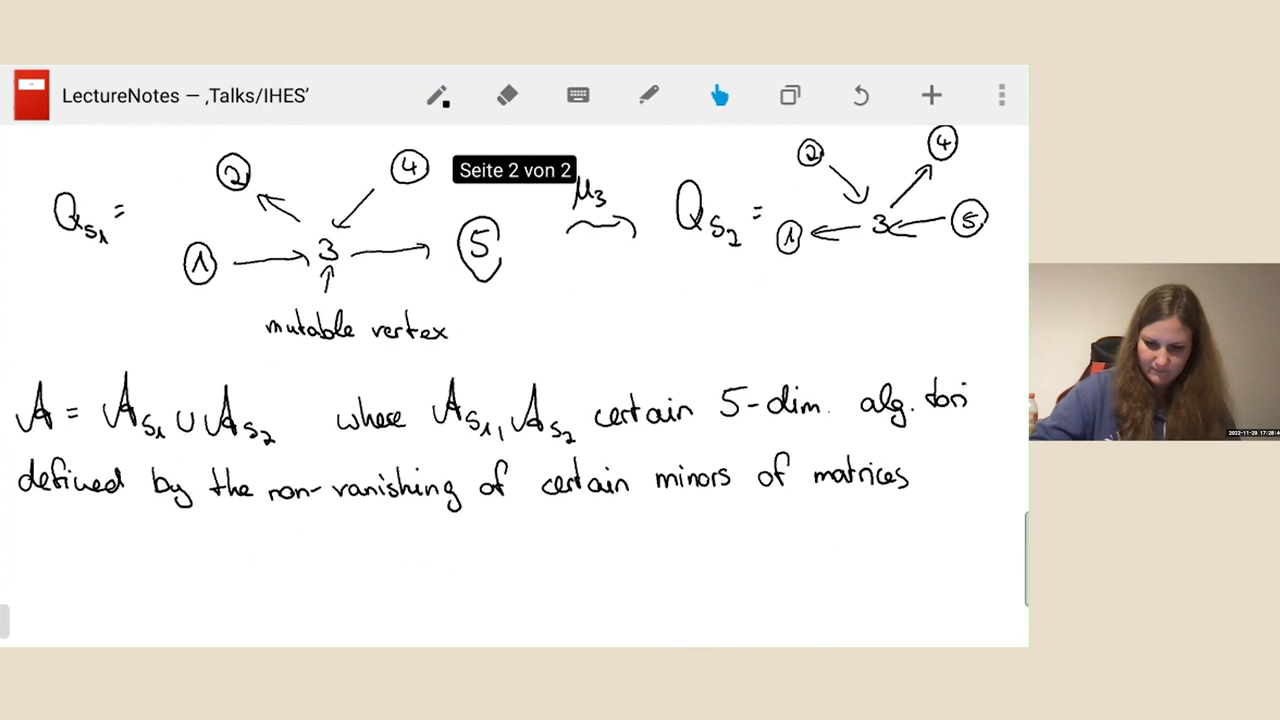 LectureNotes — ‚Talks/IHES‘
Seite 2 von 2
Q_{S_1} = 1 2 3 4 5
μ_3
Q_{S_2} = 1 2 3 4 5
mutable vertex
A = A_{S_1} ∪ A_{S_2} where A_{S_1}, A_{S_2} certain 5-dim. alg. tori
defined by the non-vanishing of certain minors of matrices